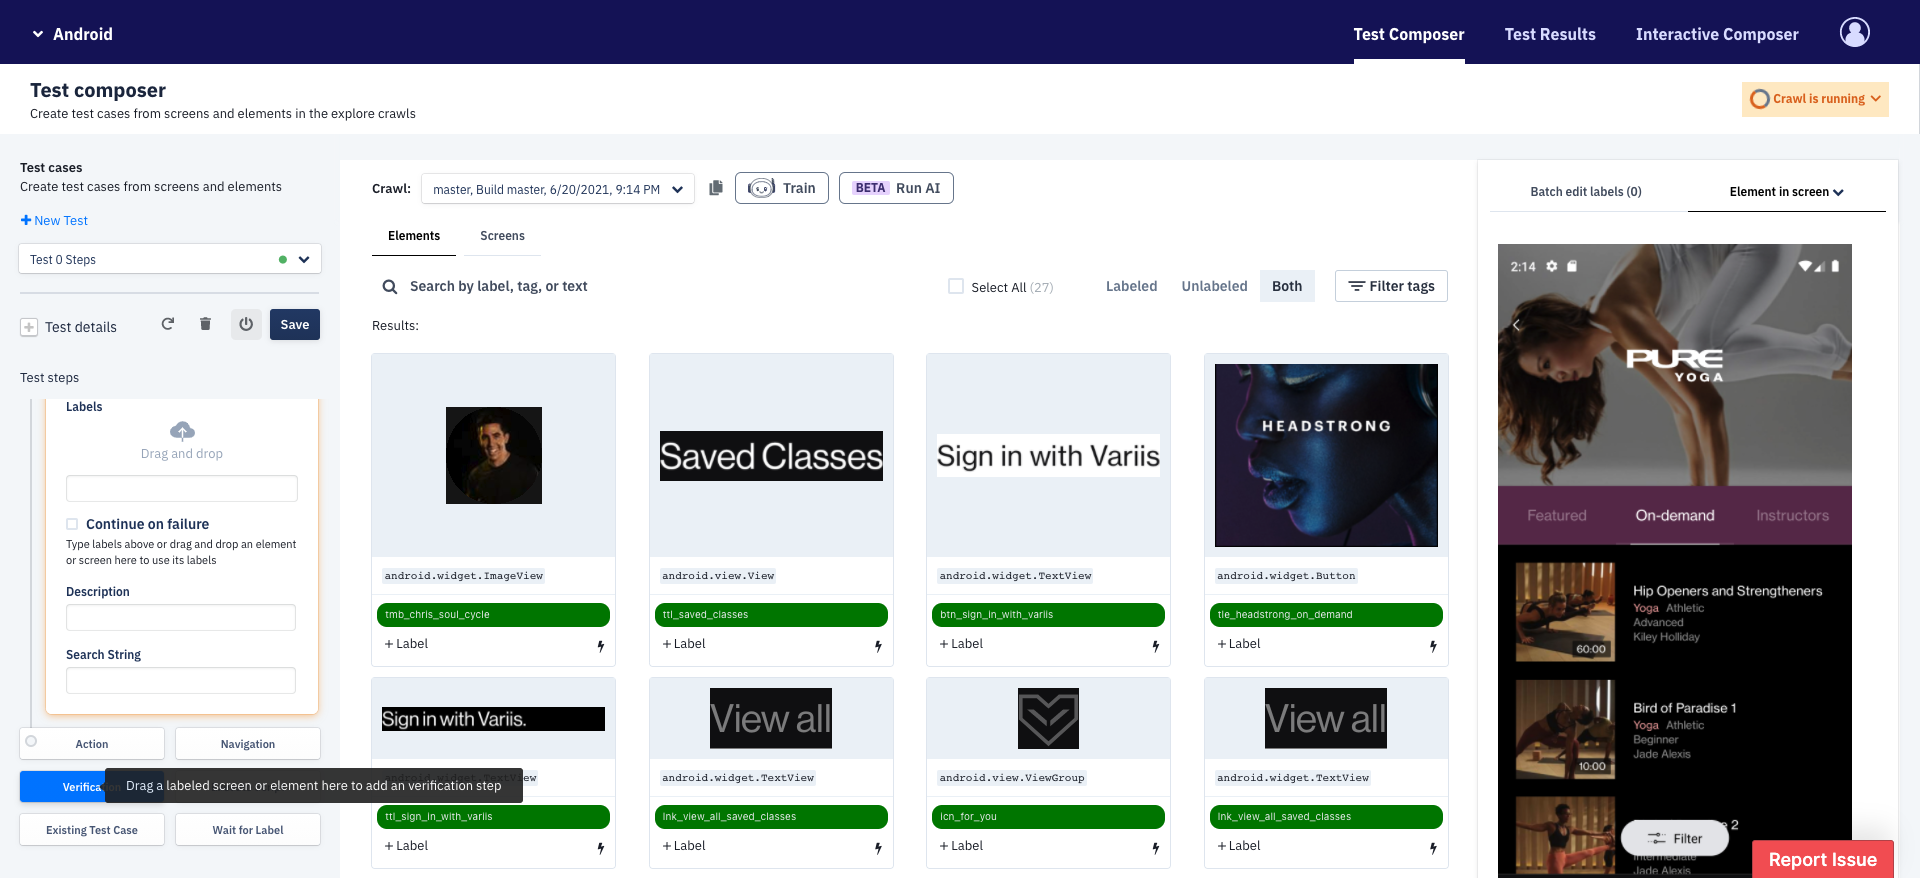 Android
Test Composer
Test Results
Interactive Composer
Test composer
Create test cases from screens and elements in the explore crawls
Crawl is running
Test cases
Create test cases from screens and elements
New Test
Test 0 Steps
Test details
Save
Test steps
Labels
Drag and drop
Continue on failure
Type labels above or drag and drop an element
or screen here to use its labels
Description
Search String
Action
Navigation
Drag a labeled screen or element here to add an verification step
Existing Test Case
Wait for Label
Crawl:
master, Build master, 6/20/2021, 9:14 PM
Train
BETA Run AI
Elements
Screens
Search by label, tag, or text
Select All (27)
Labeled
Unlabeled
Both
Filter tags
Results:
Saved Classes
Sign in with Variis
HEADSTRONG
android.widget.ImageView
android.view.View
android.widget.TextView
android.widget.Button
tmb_chris_soul_cycle
ttl_saved_classes
btn_sign_in_with_variis
tle_headstrong_on_demand
+ Label
+ Label
+ Label
+ Label
Sign in with Variis.
View all
View all
android.widget.TextView
android.widget.TextView
android.view.ViewGroup
android.widget.TextView
ttl_sign_in_with_variis
lnk_view_all_saved_classes
icn_for_you
lnk_view_all_saved_classes
+ Label
+ Label
+ Label
+ Label
Batch edit labels (0)
Element in screen
2:14
PURE
YOGA
Featured
On-demand
Instructors
Hip Openers and Strengtheners
Yoga Athletic
Advanced
Kiley Holliday
60:00
Bird of Paradise 1
Yoga Athletic
Beginner
Jade Alexis
10:00
e 2
Filter
Intermediate
Jade Alexis
Report Issue